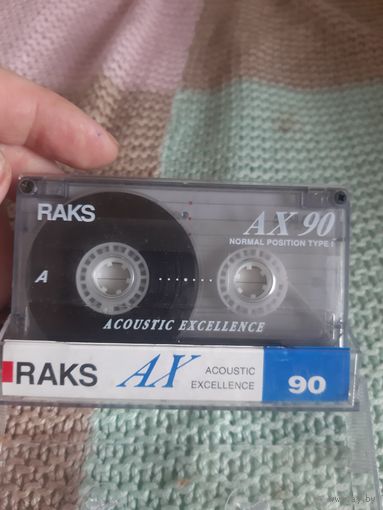 RAKS
AX 90
NORMAL POSITION TYPE I
A
ACOUSTIC EXCELLENCE
RAKS AX ACOUSTIC EXCELLENCE 90